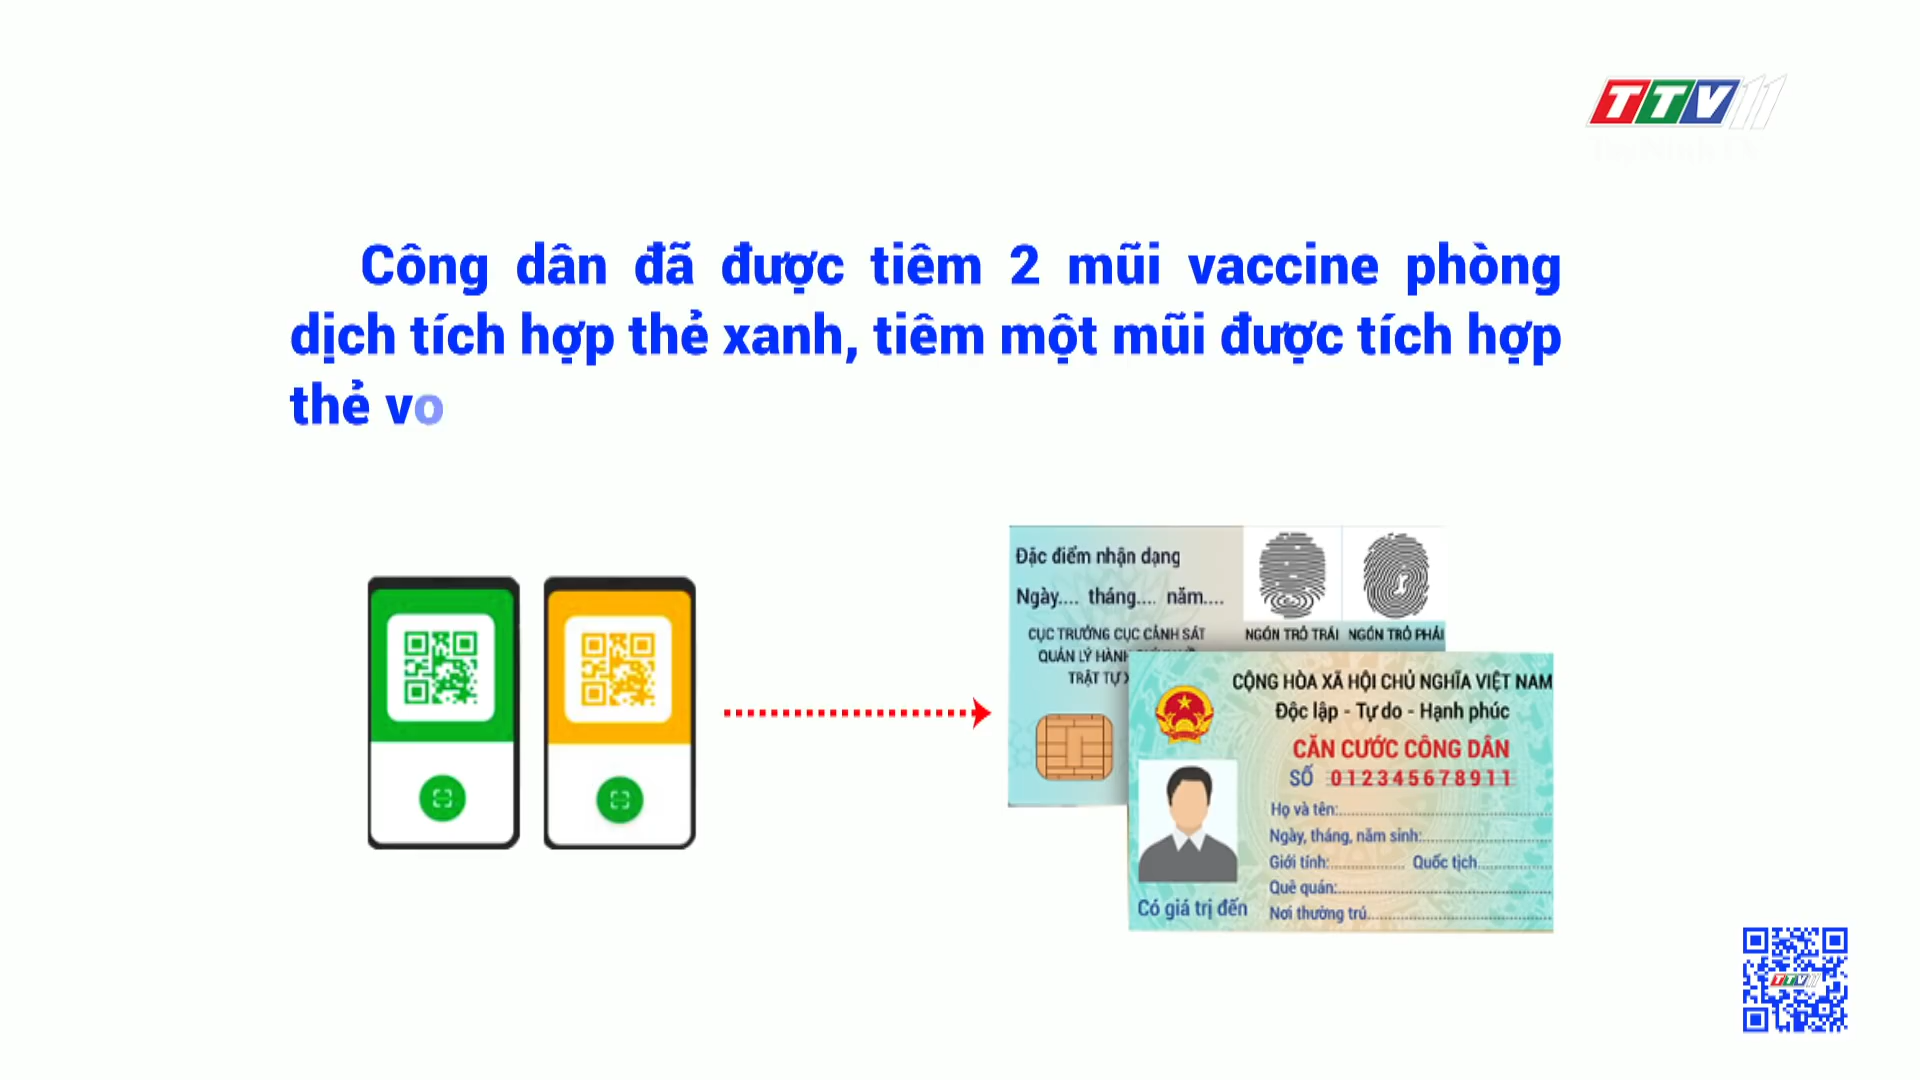 TTV11
Công dân đã được tiêm 2 mũi vaccine phòng
dịch tích hợp thẻ xanh, tiêm một mũi được tích hợp
thẻ vo
Đặc điểm nhận dạng
Ngày.... tháng.... năm....
CỤC TRƯỞNG CỤC CẢNH SÁT
QUẢN LÝ HÀNH
TRẬT TỰ X
NGÓN TRỎ TRÁI
NGÓN TRỎ PHẢI
CỘNG HÒA XÃ HỘI CHỦ NGHĨA VIỆT NAM
Độc lập - Tự do - Hạnh phúc
CĂN CƯỚC CÔNG DÂN
SỐ 012345678911
Họ và tên:
Ngày, tháng, năm sinh:
Giới tính: Quốc tịch
Quê quán:
Nơi thường trú
Có giá trị đến
TTV11